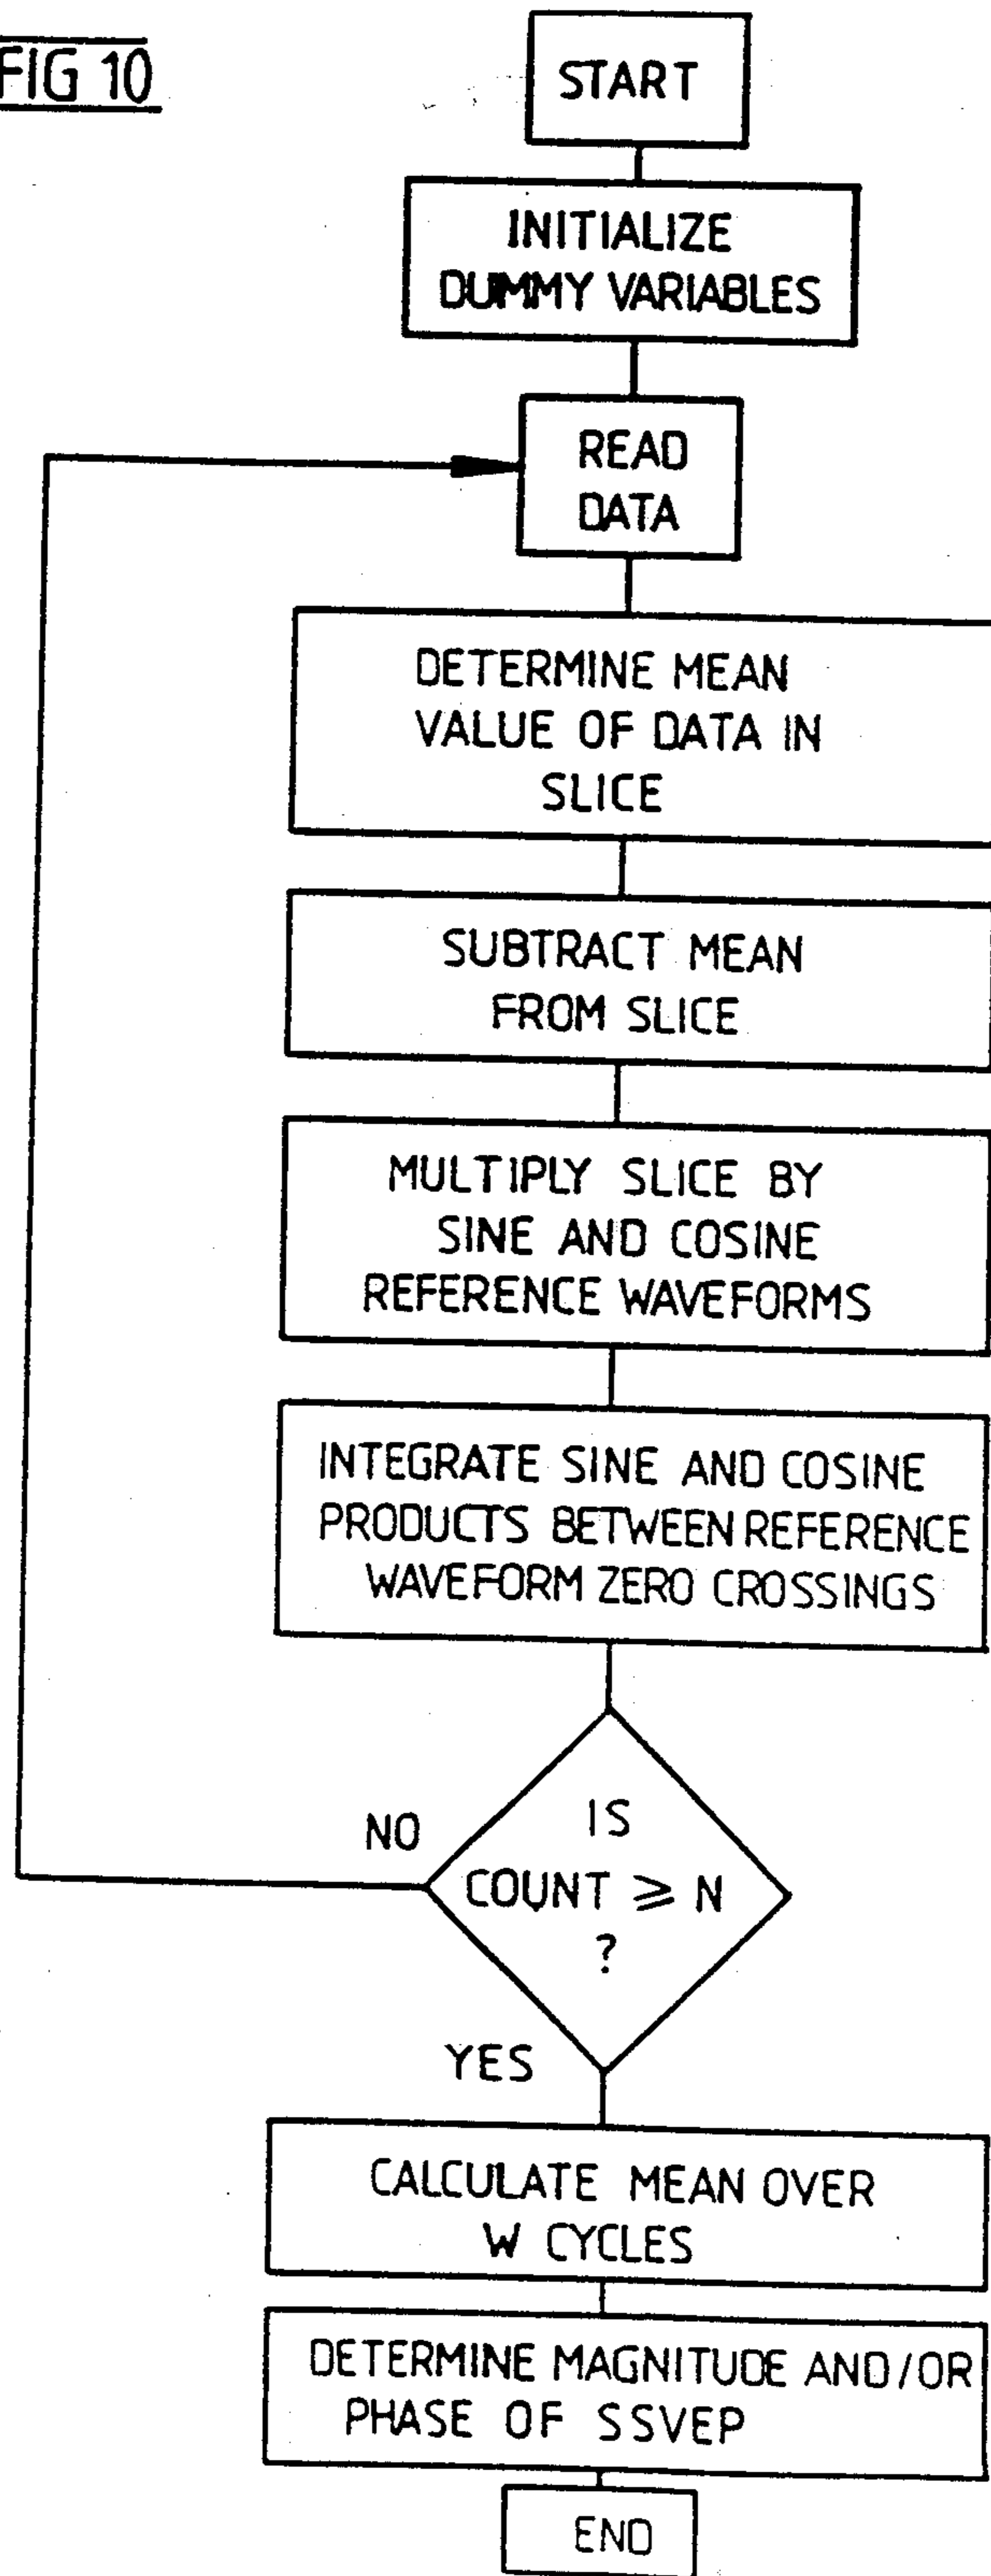 FIG 10
START
INITIALIZE
DUMMY VARIABLES
READ
DATA
DETERMINE MEAN
VALUE OF DATA IN
SLICE
SUBTRACT MEAN
FROM SLICE
MULTIPLY SLICE BY
SINE AND COSINE
REFERENCE WAVEFORMS
INTEGRATE SINE AND COSINE
PRODUCTS BETWEEN REFERENCE
WAVEFORM ZERO CROSSINGS
NO
IS
COUNT ⩾ N
?
YES
CALCULATE MEAN OVER
W CYCLES
DETERMINE MAGNITUDE AND/OR
PHASE OF SSVEP
END